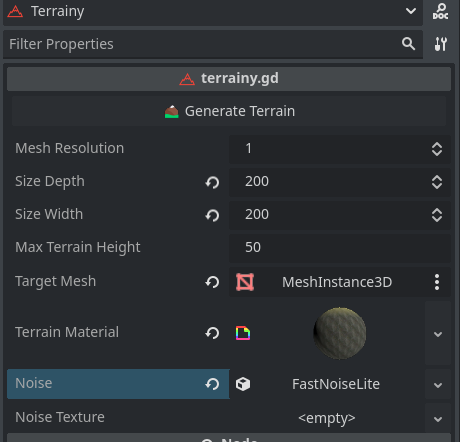 Terrainy
DOC
Filter Properties
terrainy.gd
Generate Terrain
Mesh Resolution 1
Size Depth 200
Size Width 200
Max Terrain Height 50
Target Mesh MeshInstance3D
Terrain Material
Noise FastNoiseLite
Noise Texture <empty>
Node